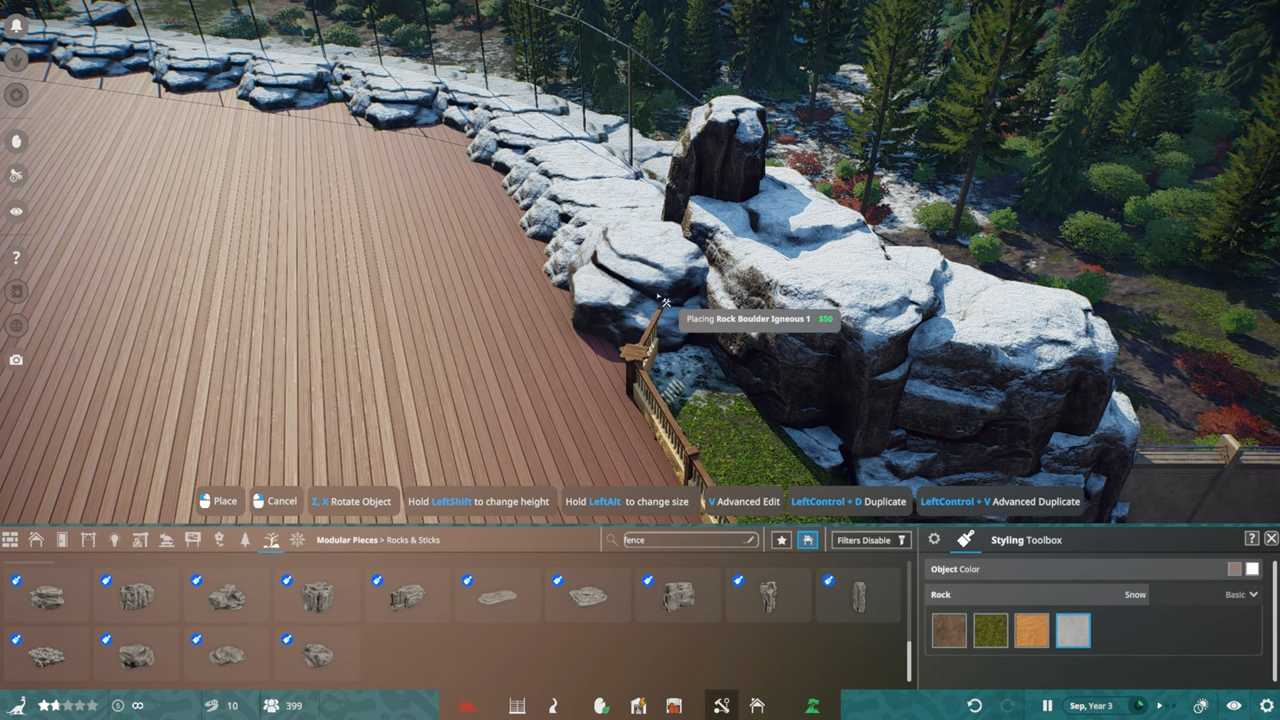 Placing Rock Boulder Igneous 1 $50
Place
Cancel
Z, X Rotate Object
Hold LeftShift to change height
Hold LeftAlt to change size
V Advanced Edit
LeftControl + D Duplicate
LeftControl + V Advanced Duplicate
Modular Pieces > Rocks & Sticks
fence
Filters Disable
Styling Toolbox
?
Object Color
Rock
Snow
Basic
∞
10
399
Sep, Year 3